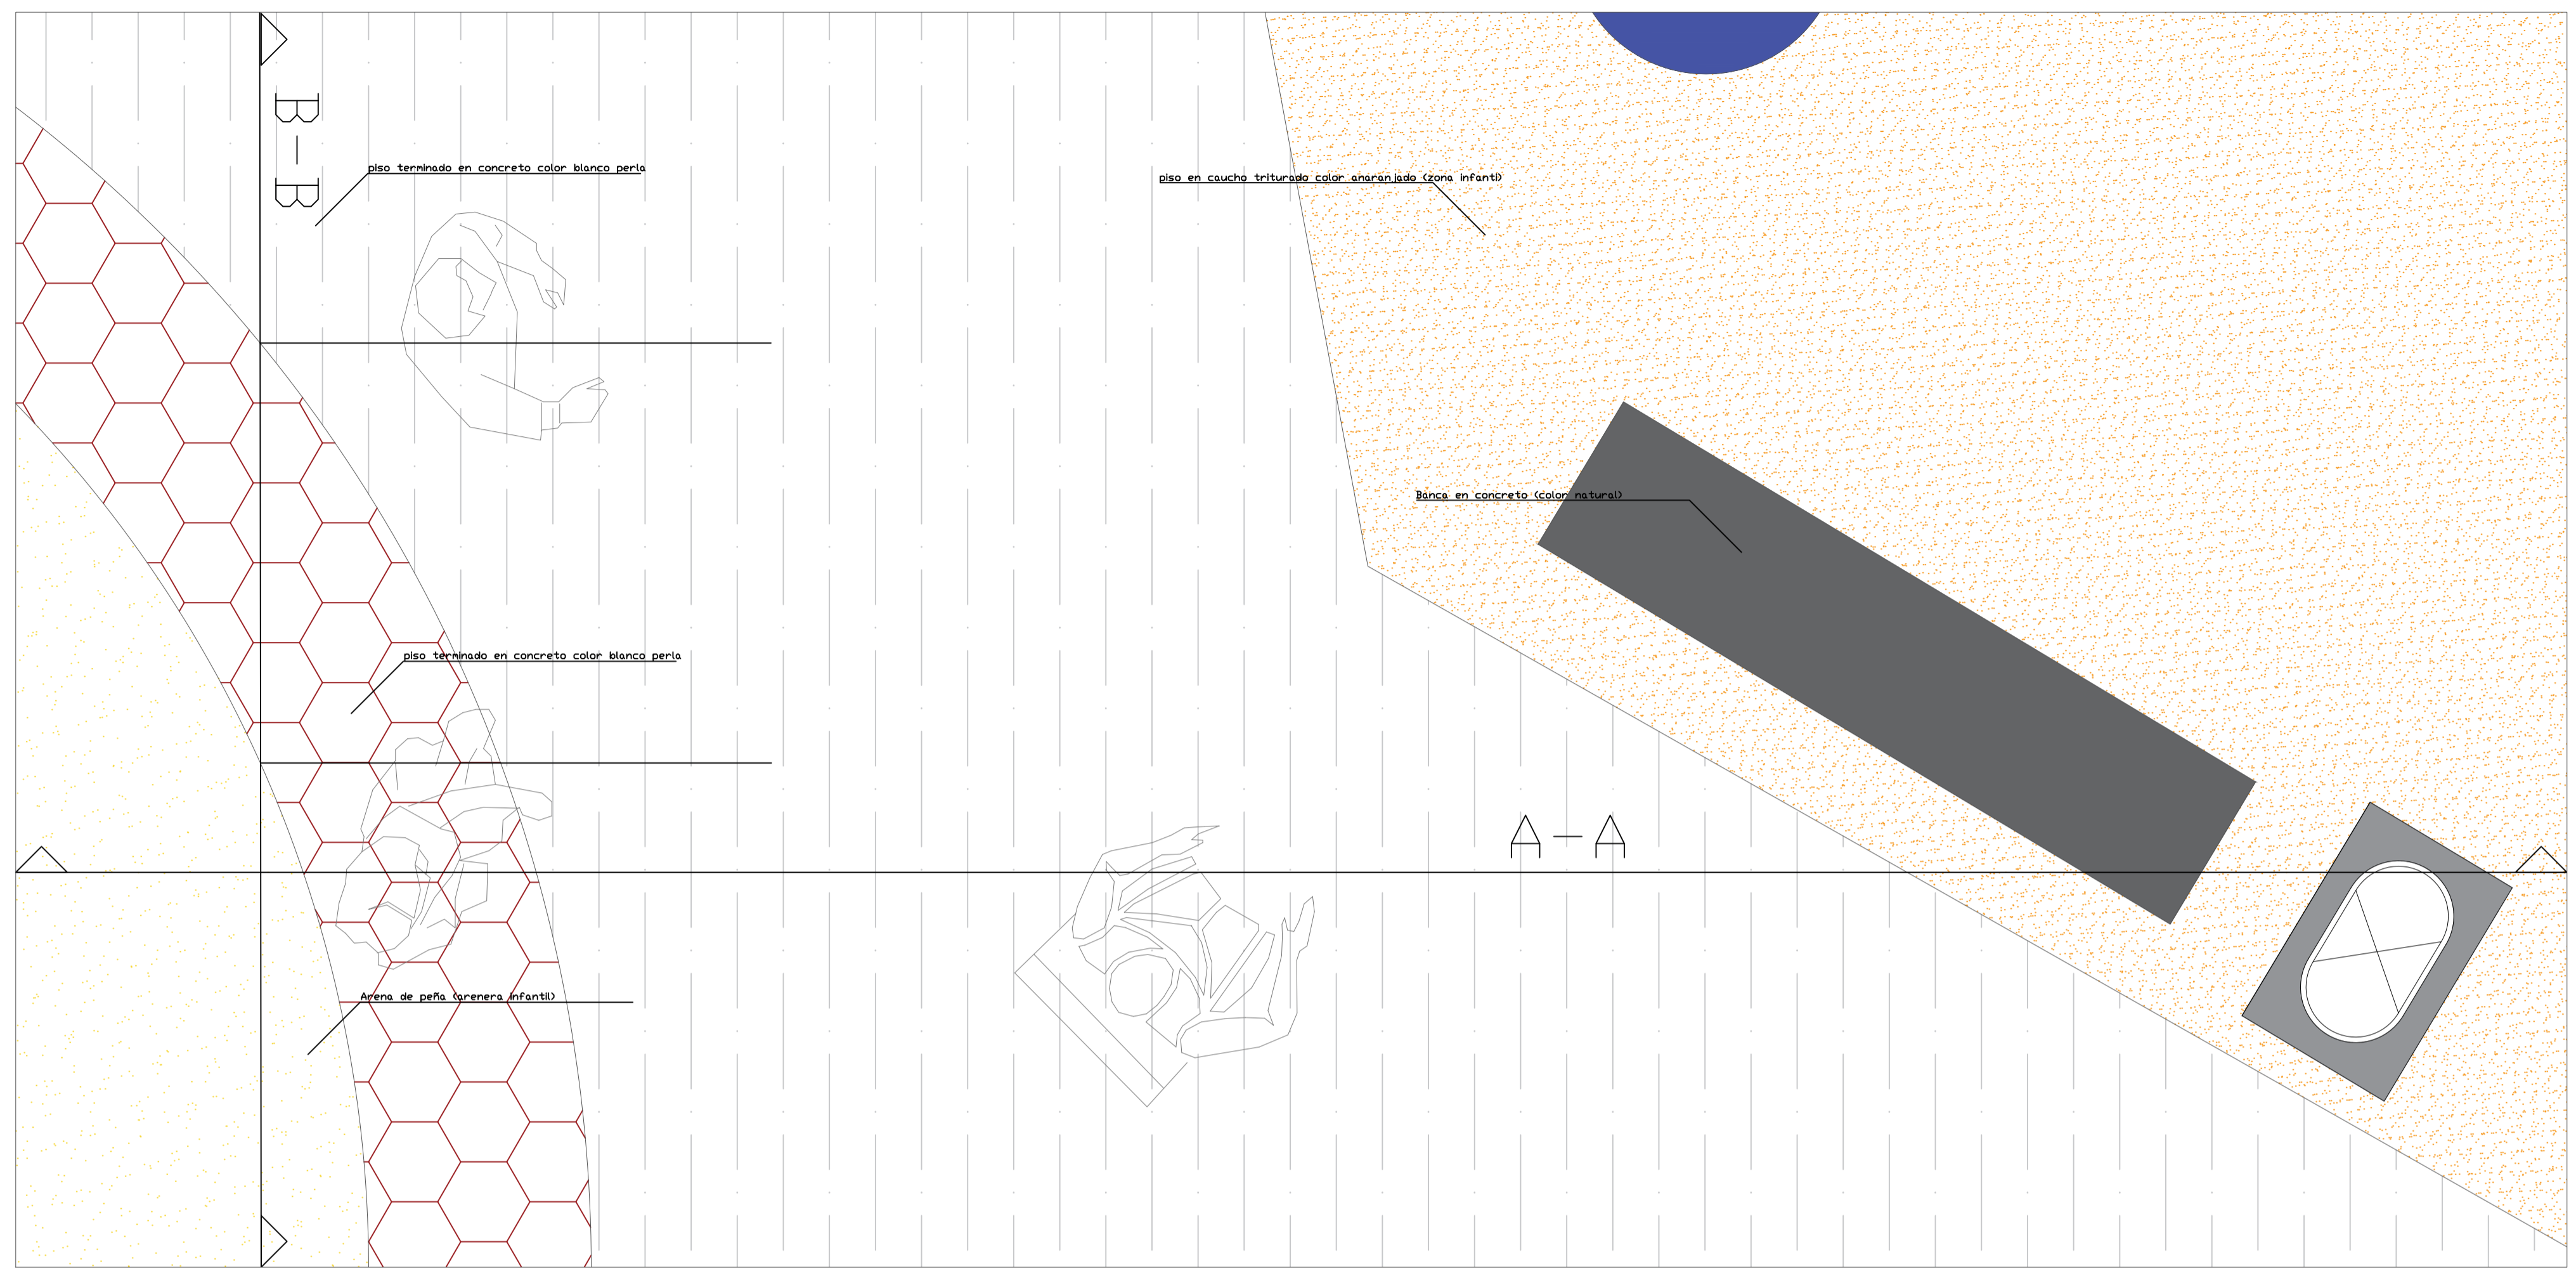 B — B
piso terminado en concreto color blanco perla
piso en caucho triturado color anaranjado (zona infantl)
Banca en concreto (color natural)
piso terminado en concreto color blanco perla
A — A
Arena de peña (arenera infantil)